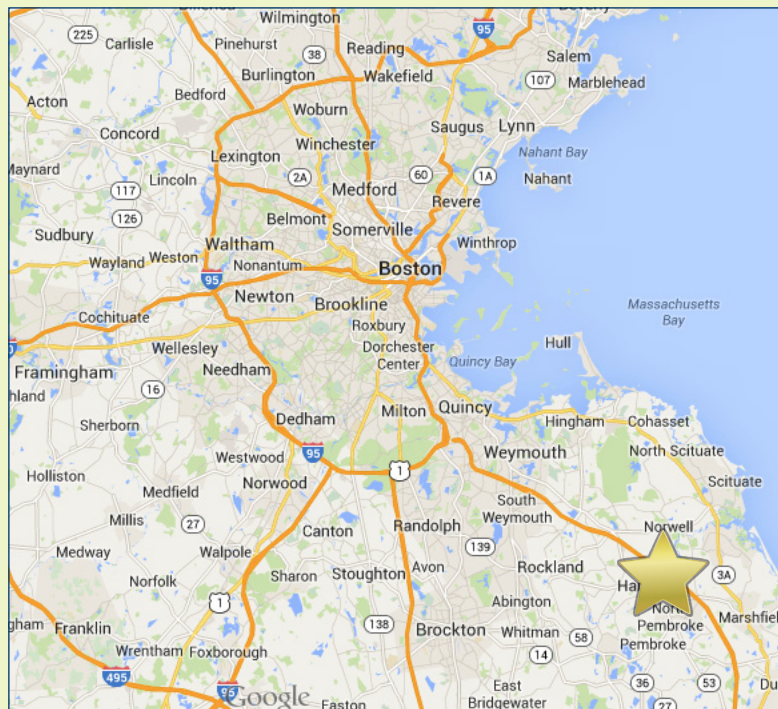 Wilmington
95
225
Carlisle
Pinehurst
38
Reading
Salem
Burlington
Wakefield
107
Marblehead
Acton
Bedford
Woburn
Concord
Saugus
Lynn
Winchester
Lexington
Nahant Bay
Lincoln
2A
60
1A
Nahant
117
Medford
Revere
126
Belmont
Somerville
Sudbury
Waltham
Winthrop
Wayland
Weston
Nonantum
Boston
95
Newton
Brookline
Massachusetts
Bay
Cochituate
Roxbury
Dorchester
Center
Hull
Wellesley
Quincy Bay
Framingham
Needham
16
Milton
Quincy
Dedham
Hingham
Cohasset
Sherborn
95
Westwood
1
Weymouth
North Scituate
Holliston
Norwood
Scituate
Medfield
South
Weymouth
Millis
27
Canton
Randolph
Norwell
Medway
Walpole
139
Norfolk
Sharon
Stoughton
Avon
Rockland
3A
1
Abington
Franklin
138
Brockton
Whitman
58
Pembroke
Pembroke
Wrentham
Foxborough
14
495
95
Google
Easton
East
Bridgewater
36
53
27